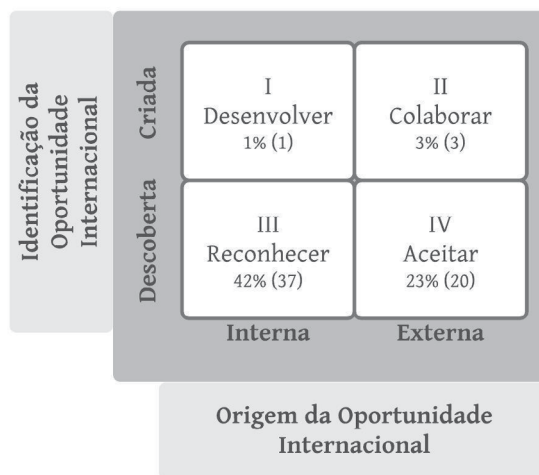 Identificação da
Oportunidade
Internacional
Criada
Descoberta
I
Desenvolver
1% (1)
II
Colaborar
3% (3)
III
Reconhecer
42% (37)
IV
Aceitar
23% (20)
Interna
Externa
Origem da Oportunidade
Internacional